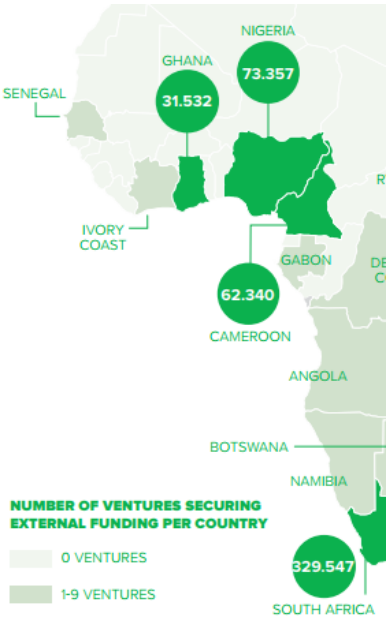 NIGERIA
GHANA
73.357
31.532
SENEGAL
IVORY
COAST
GABON
62.340
CAMEROON
ANGOLA
BOTSWANA
NAMIBIA
NUMBER OF VENTURES SECURING
EXTERNAL FUNDING PER COUNTRY
0 VENTURES
329.547
1-9 VENTURES
SOUTH AFRICA